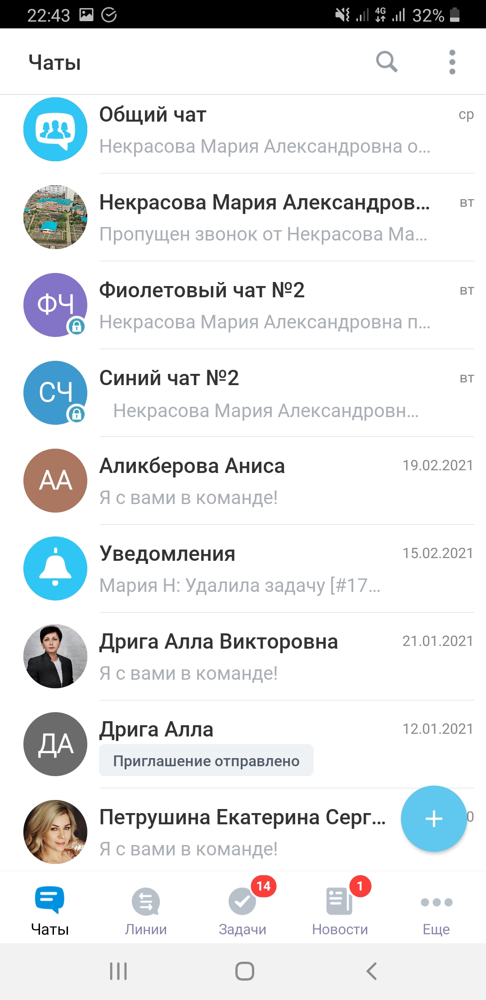 22:43 4G 32%
Чаты
Общий чат ср
Некрасова Мария Александровна о...
Некрасова Мария Александров... вт
Пропущен звонок от Некрасова Ма...
ФЧ Фиолетовый чат №2 вт
Некрасова Мария Александровна п...
СЧ Синий чат №2 вт
Некрасова Мария Александровн...
АА Аликберова Аниса 19.02.2021
Я с вами в команде!
Уведомления 15.02.2021
Мария Н: Удалила задачу [#17...
Дрига Алла Викторовна 21.01.2021
Я с вами в команде!
ДА Дрига Алла 12.01.2021
Приглашение отправлено
Петрушина Екатерина Серг... 0
Я с вами в команде!
14 1
Чаты Линии Задачи Новости Еще